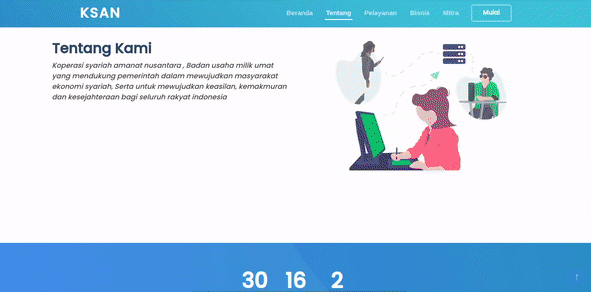 KSAN
Beranda Tentang Pelayanan Bisnis Mitra Mulai
Tentang Kami
Koperasi syariah amanat nusantara , Badan usaha milik umat
yang mendukung pemerintah dalam mewujudkan masyarakat
ekonomi syariah, Serta untuk mewujudkan keasilan, kemakmuran
dan kesejahteraan bagi seluruh rakyat indonesia
30 16 2
↑